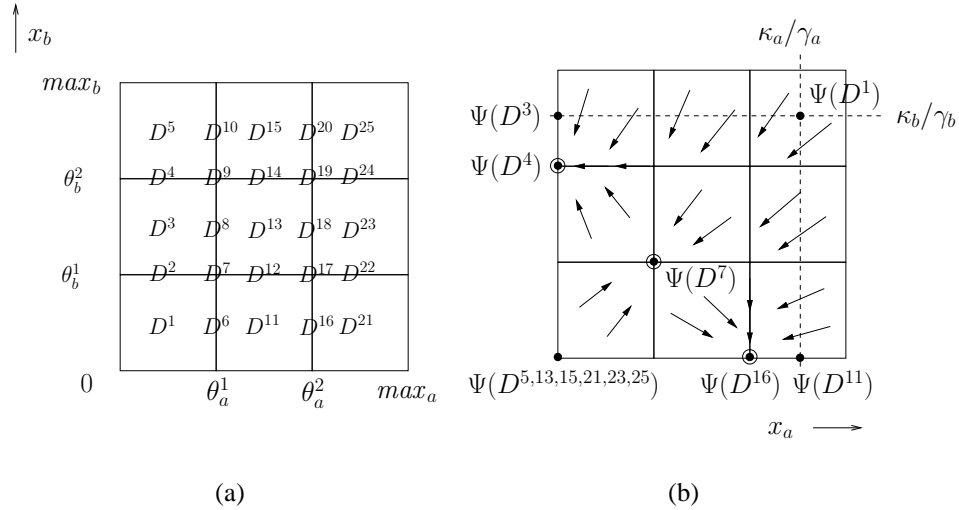 x_b
κ_a/γ_a
max_b
Ψ(D^3)
Ψ(D^1)
κ_b/γ_b
D^5 D^10 D^15 D^20 D^25
Ψ(D^4)
θ_b^2
D^4 D^9 D^14 D^19 D^24
D^3 D^8 D^13 D^18 D^23
θ_b^1
D^2 D^7 D^12 D^17 D^22
Ψ(D^7)
D^1 D^6 D^11 D^16 D^21
0
θ_a^1
θ_a^2
max_a
Ψ(D^{5,13,15,21,23,25})
Ψ(D^16)
Ψ(D^11)
x_a
(a)
(b)